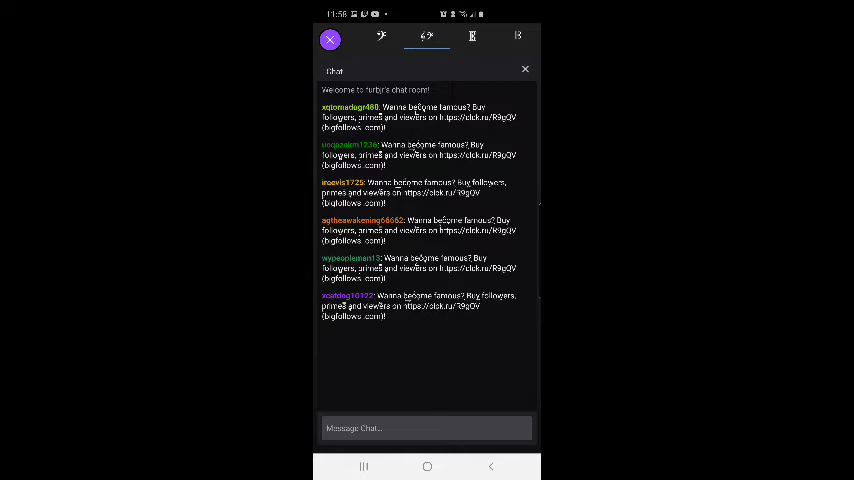 11:58
Chat
Welcome to furbjr's chat room!
xqtornadogr480: Wanna become famous? Buy
followers, primes and viewers on https://clck.ru/R9gQV
(bigfollows .com)!
uoqazakm1236: Wanna become famous? Buy
followers, primes and viewers on https://clck.ru/R9gQV
(bigfollows .com)!
ireevis1725: Wanna become famous? Buy followers,
primes and viewers on https://clck.ru/R9gQV
(bigfollows .com)!
agtheawakening66662: Wanna become famous? Buy
followers, primes and viewers on https://clck.ru/R9gQV
(bigfollows .com)!
wypeopleman13: Wanna become famous? Buy
followers, primes and viewers on https://clck.ru/R9gQV
(bigfollows .com)!
xcatdog10122: Wanna become famous? Buy followers,
primes and viewers on https://clck.ru/R9gQV
(bigfollows .com)!
Message Chat...